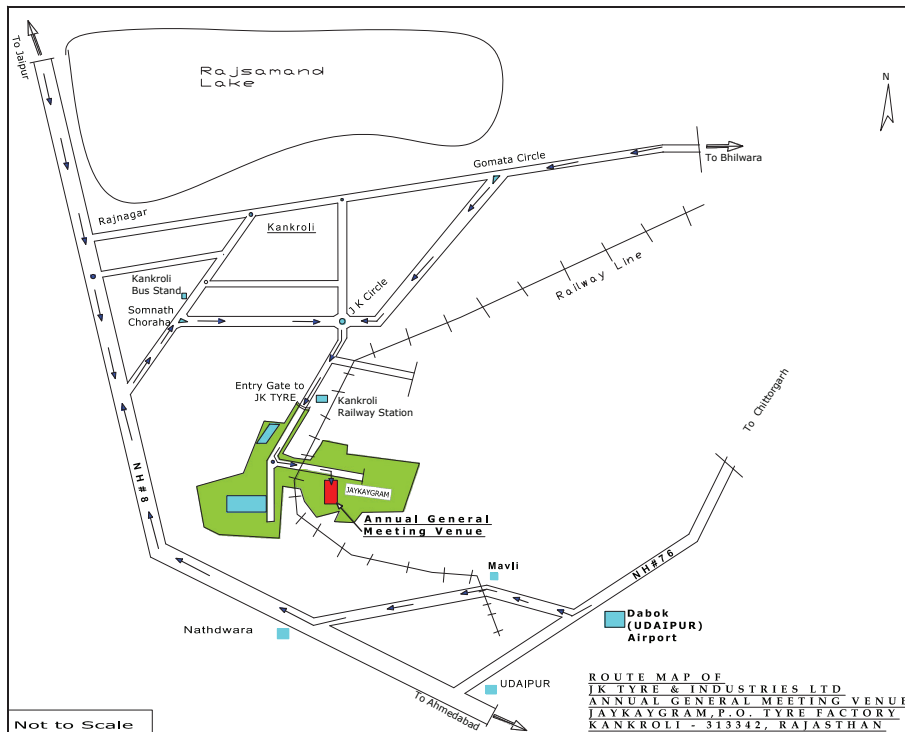 To Jaipur
Rajsamand
Lake
N
Gomata Circle
To Bhilwara
Rajnagar
Kankroli
Railway Line
Kankroli
Bus Stand
Somnath
Choraha
J K Circle
Entry Gate to
JK TYRE
Kankroli
Railway Station
To Chittorgarh
JAYKAYGRAM
NH#8
Annual General
Meeting Venue
Mavli
NH#76
Dabok
(UDAIPUR)
Airport
Nathdwara
UDAIPUR
To Ahmedabad
ROUTE MAP OF
JK TYRE & INDUSTRIES LTD
ANNUAL GENERAL MEETING VENUE
JAYKAYGRAM,P.O. TYRE FACTORY
KANKROLI - 313342, RAJASTHAN
Not to Scale